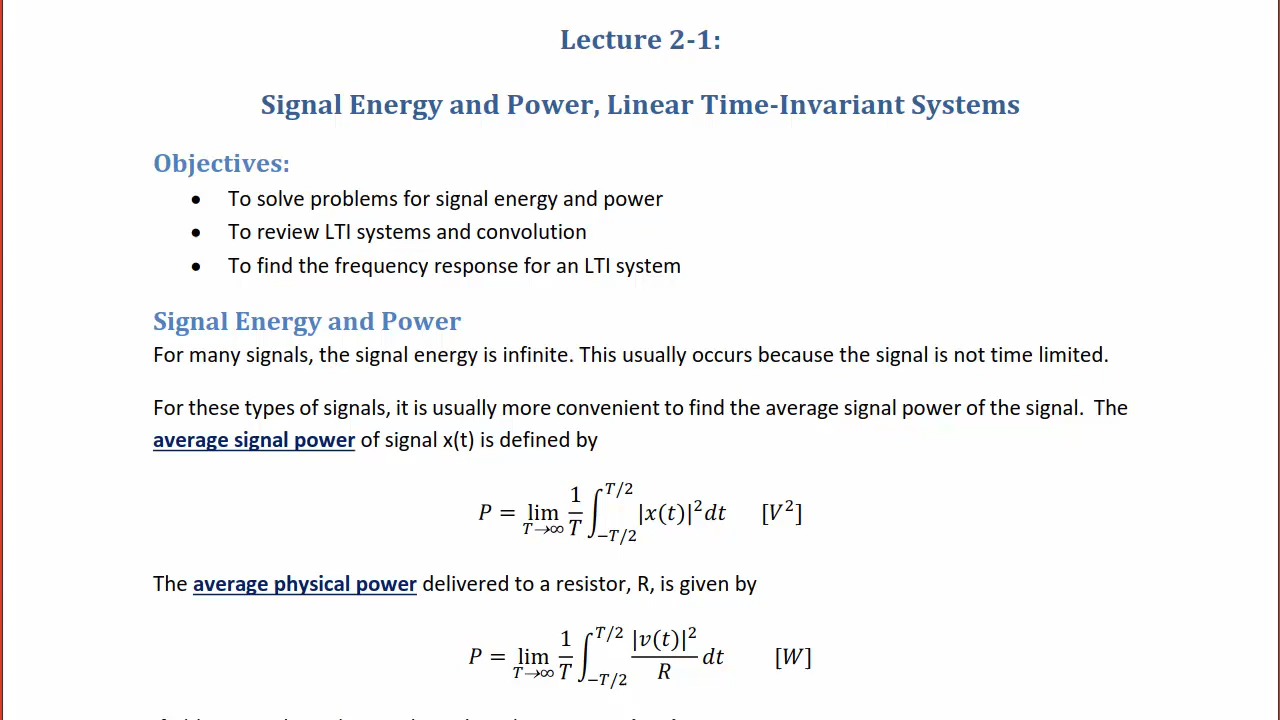 Lecture 2-1:
Signal Energy and Power, Linear Time-Invariant Systems
Objectives:
• To solve problems for signal energy and power
• To review LTI systems and convolution
• To find the frequency response for an LTI system
Signal Energy and Power
For many signals, the signal energy is infinite. This usually occurs because the signal is not time limited.
For these types of signals, it is usually more convenient to find the average signal power of the signal. The
average signal power of signal x(t) is defined by
P = lim_{T→∞} 1/T ∫_{−T/2}^{T/2} |x(t)|² dt [V²]
The average physical power delivered to a resistor, R, is given by
P = lim_{T→∞} 1/T ∫_{−T/2}^{T/2} |v(t)|²/R dt [W]